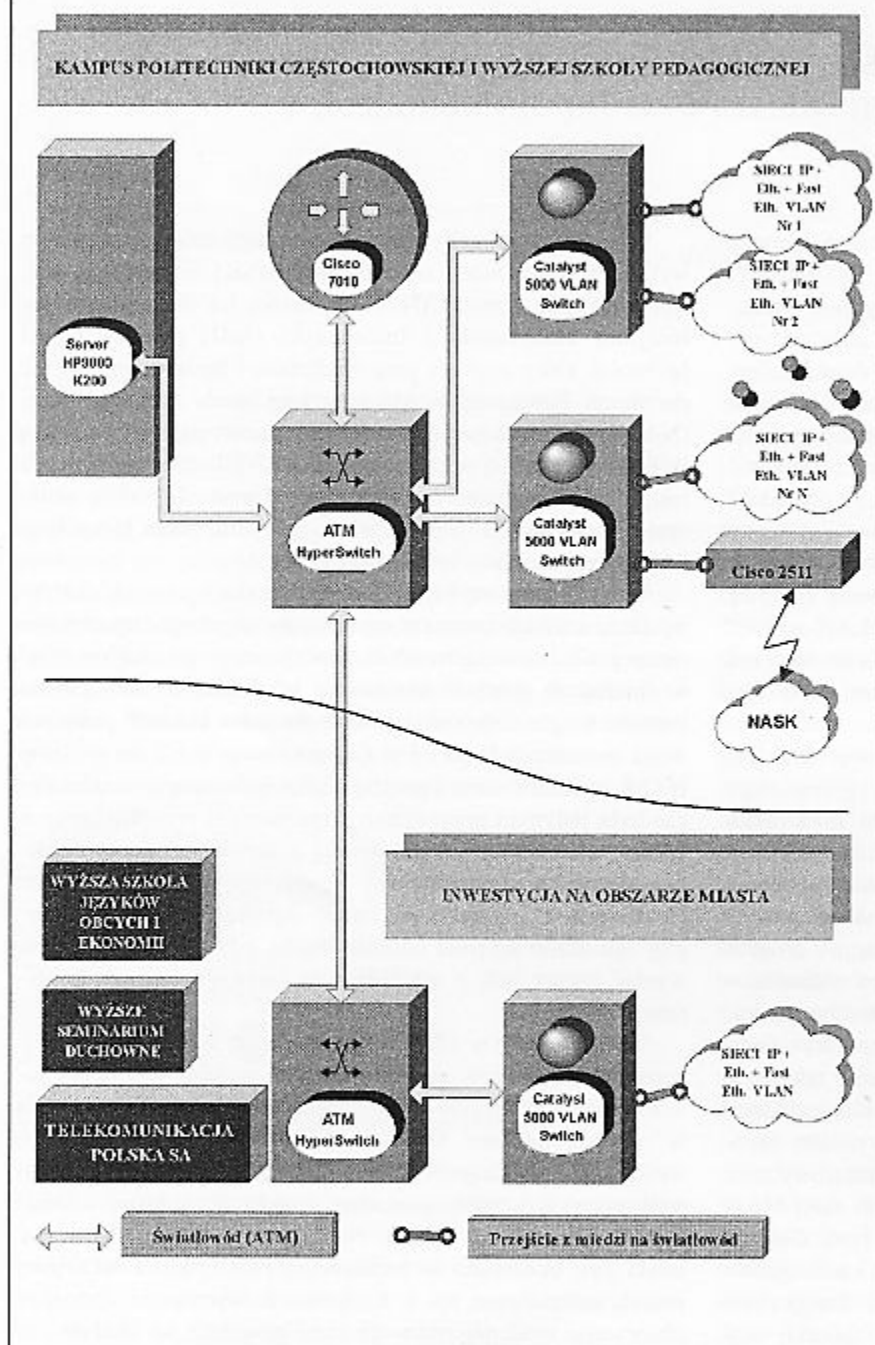 KAMPUS POLITECHNIKI CZĘSTOCHOWSKIEJ I WYŻSZEJ SZKOŁY PEDAGOGICZNEJ
Server
HP9000
K200
Cisco
7010
Catalyst
5000 VLAN
Switch
SIECI IP +
Eth. + Fast
Eth. VLAN
Nr 1
SIECI IP +
Eth. + Fast
Eth. VLAN
Nr 2
ATM
HyperSwitch
Catalyst
5000 VLAN
Switch
SIECI IP +
Eth. + Fast
Eth. VLAN
Nr N
Cisco 2511
NASK
WYŻSZA SZKOŁA
JĘZYKÓW
OBCYCH I
EKONOMII
INWESTYCJA NA OBSZARZE MIASTA
WYŻSZE
SEMINARIUM
DUCHOWNE
TELEKOMUNIKACJA
POLSKA SA
ATM
HyperSwitch
Catalyst
5000 VLAN
Switch
SIECI IP +
Eth. + Fast
Eth. VLAN
Światłowód (ATM)
Przejście z miedzi na światłowód